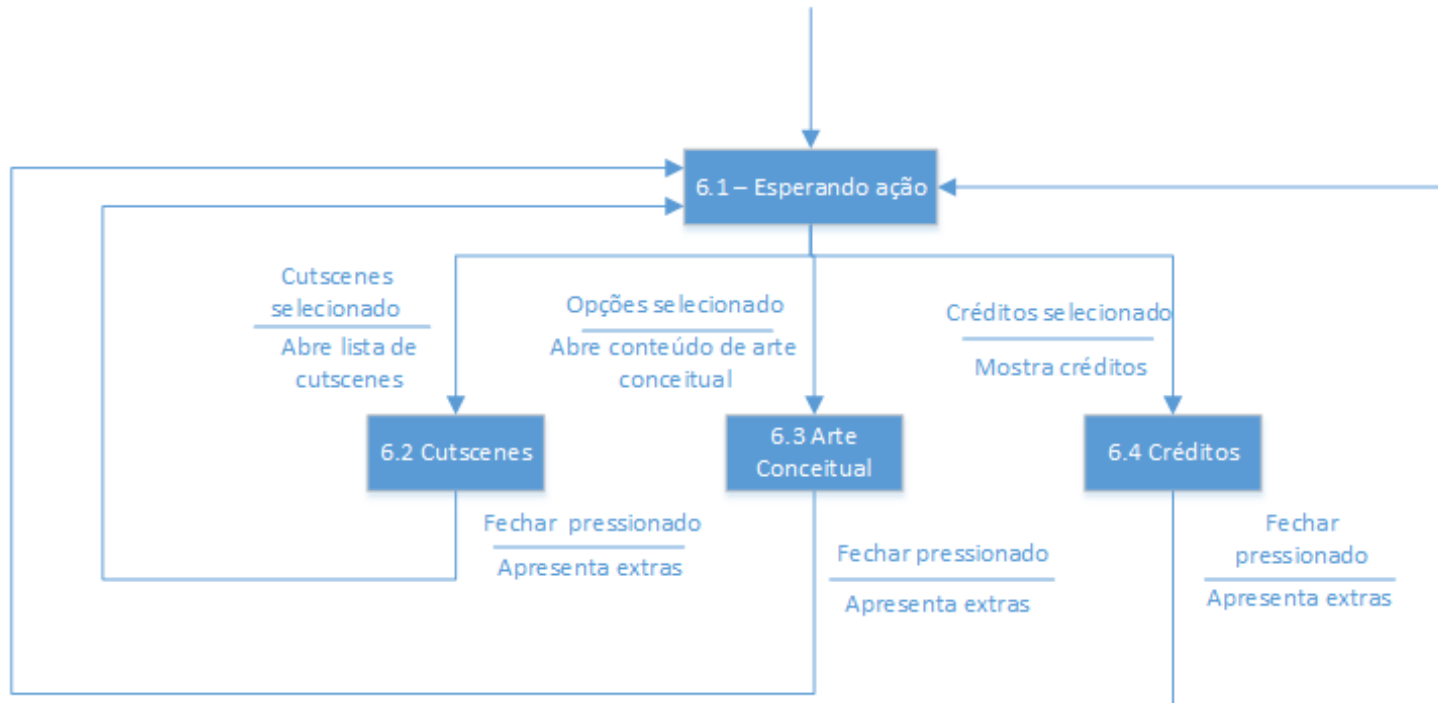 6.1 – Esperando ação
Cutscenes
selecionado
Abre lista de
cutscenes
Opções selecionado
Abre conteúdo de arte
conceitual
Créditos selecionado
Mostra créditos
6.2 Cutscenes
6.3 Arte
Conceitual
6.4 Créditos
Fechar pressionado
Apresenta extras
Fechar pressionado
Apresenta extras
Fechar
pressionado
Apresenta extras